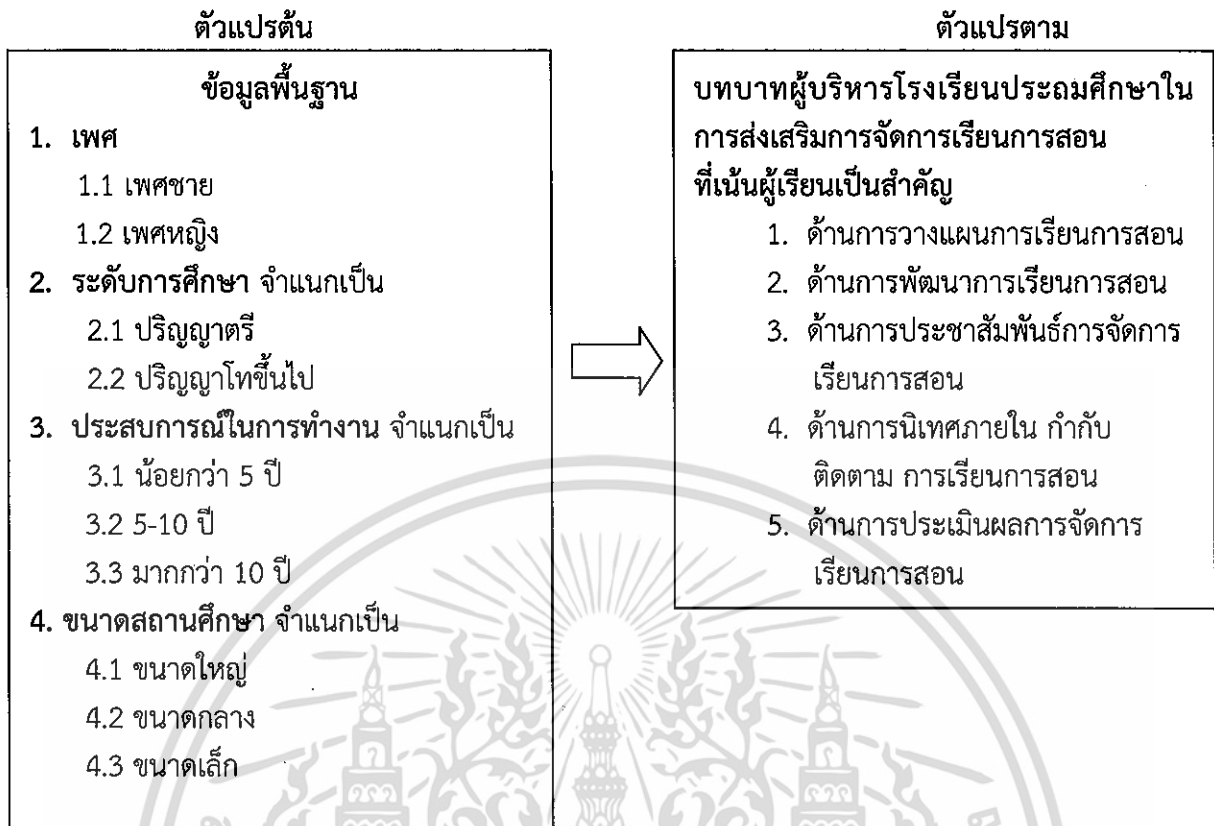 ตัวแปรต้น
ข้อมูลพื้นฐาน
1. เพศ
1.1 เพศชาย
1.2 เพศหญิง
2. ระดับการศึกษา จำแนกเป็น
2.1 ปริญญาตรี
2.2 ปริญญาโทขึ้นไป
3. ประสบการณ์ในการทำงาน จำแนกเป็น
3.1 น้อยกว่า 5 ปี
3.2 5-10 ปี
3.3 มากกว่า 10 ปี
4. ขนาดสถานศึกษา จำแนกเป็น
4.1 ขนาดใหญ่
4.2 ขนาดกลาง
4.3 ขนาดเล็ก
ตัวแปรตาม
บทบาทผู้บริหารโรงเรียนประถมศึกษาใน
การส่งเสริมการจัดการเรียนการสอน
ที่เน้นผู้เรียนเป็นสำคัญ
1. ด้านการวางแผนการเรียนการสอน
2. ด้านการพัฒนาการเรียนการสอน
3. ด้านการประชาสัมพันธ์การจัดการ
เรียนการสอน
4. ด้านการนิเทศภายใน กำกับ
ติดตาม การเรียนการสอน
5. ด้านการประเมินผลการจัดการ
เรียนการสอน